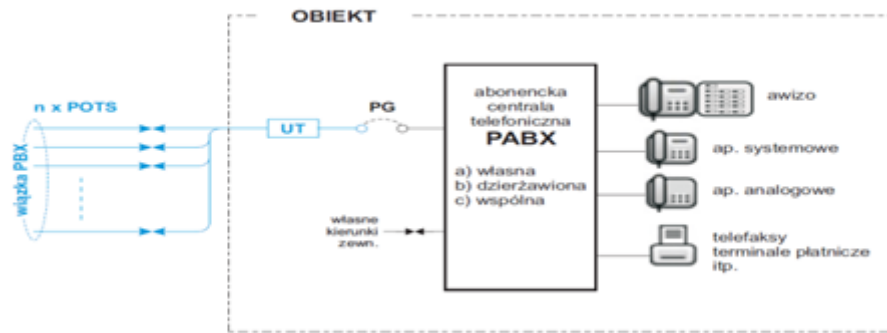 OBIEKT
n x POTS
wiązka PBX
UT
PG
abonencka
centrala
telefoniczna
PABX
a) własna
b) dzierżawiona
c) wspólna
własne
kierunki
zewn.
awizo
ap. systemowe
ap. analogowe
telefaksy
terminale płatnicze
itp.